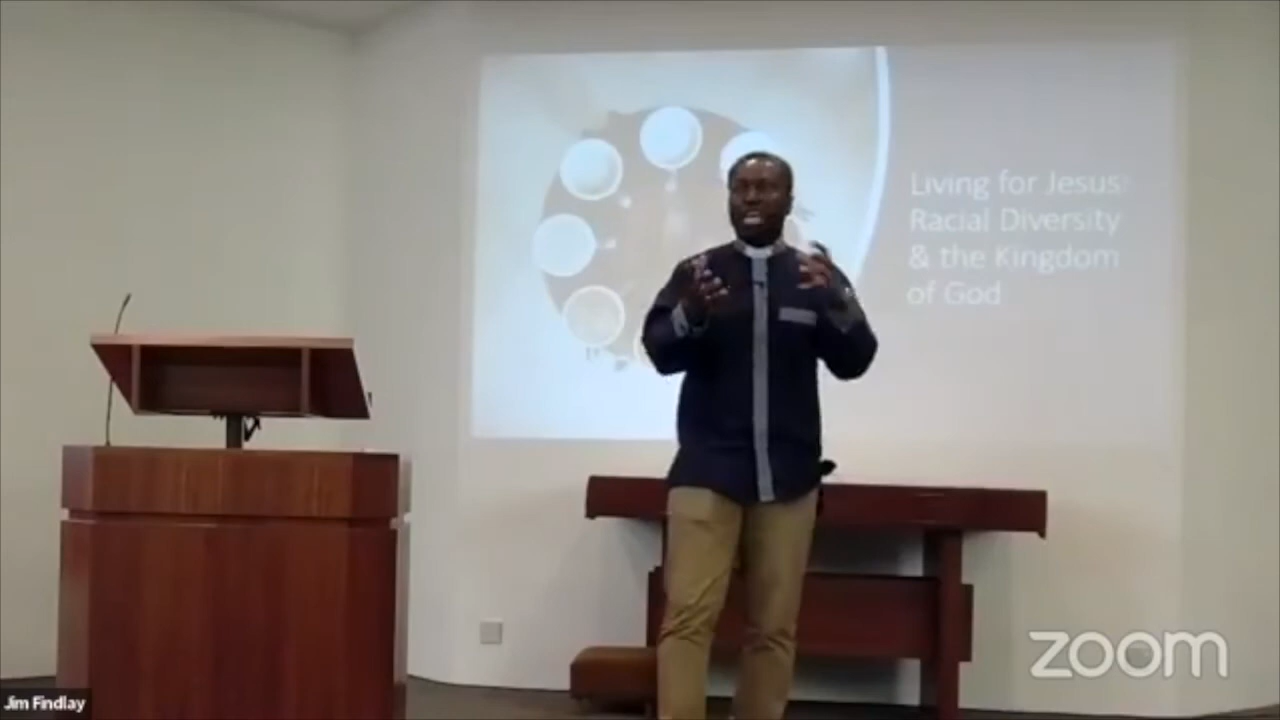 Living for Jesus:
Racial Diversity
& the Kingdom
of God
zoom
Jim Findlay